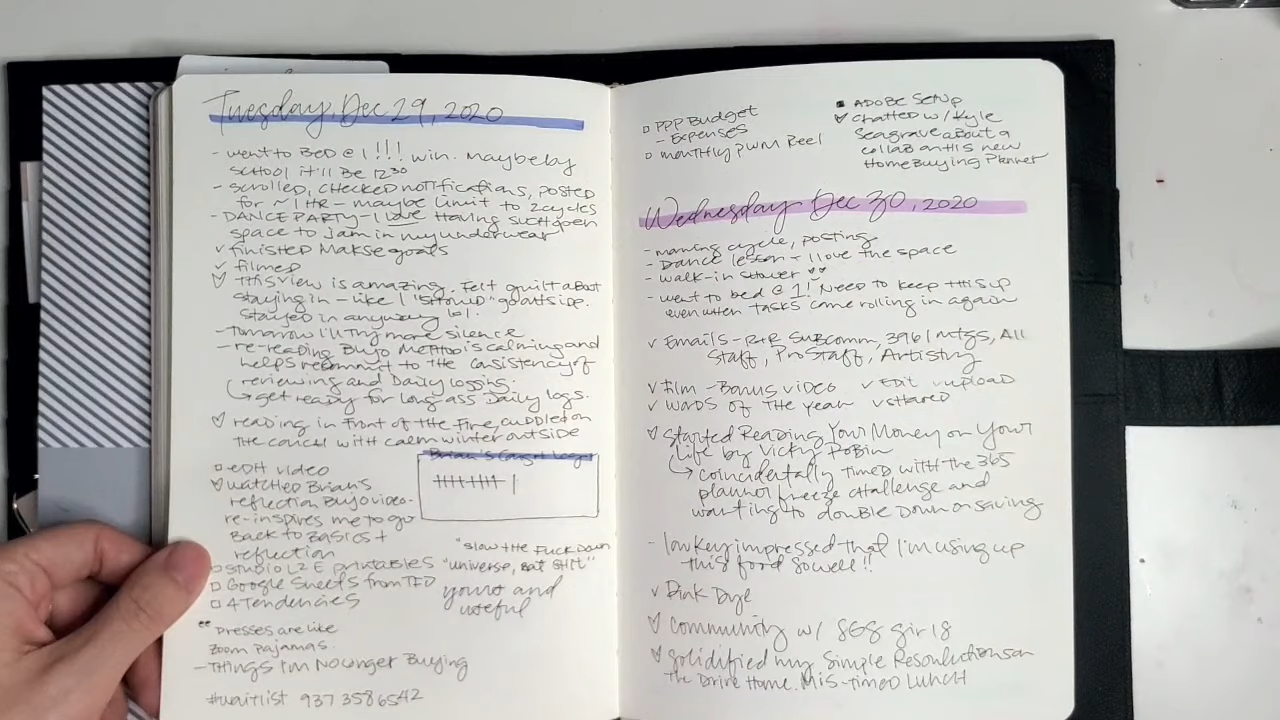 Tuesday, Dec 29, 2020
- went to BED @ 1 !!! win. maybe by
school it'll Be 12:30
- scrolled, checked notifications, posted
for ~ 1 HR - maybe limit to 2 cycles
- DANCE PARTY - I love Having such open
space to jam in my underwear
✓ finished Makse goals
✓ filmed
♡ This view is amazing. Felt guilt about
staying in - like I "SHOULD" go outside.
Stayed in anyway lol.
- Tomorrow I'll try more silence
- re-reading Bujo Method is calming and
helps recommit to the consistency of
reviewing and Daily logging.
↳ get ready for long ass Daily logs.
♡ reading in front of the fire, cuddled on
the couch with calm winter outside
□ edit video
♡ watched Brian's
reflection Bujo video -
re-inspires me to go
Back to BASICS +
reflection
□ Studio L2E printables
□ Google Sheets from TFD
□ 4 Tendencies
"Dresses are like
zoom pajamas.
- Things I'm No longer Buying
#waitlist 937 358 6542
Brian's Log
"Slow the Fuck Down
"universe, Bat SHIT"
yours and
useful
□ PPP Budget
- Expenses
□ monthly PWM Reel
▪ ADOBE Setup
♡ chatted w/ Kyle
Seagrave about a
collab on his new
Home Buying Planner
Wednesday Dec 30, 2020
- morning cycle, posting
- Dance lesson - I love the space
- walk-in shower ♡♡
- went to bed @ 1! Need to keep this up
even when tasks come rolling in again
✓ Emails - R+R Subcomm, 3961 mtgs, All
Staff, ProStaff, Artistry
✓ Film - Bonus video ✓ Edit ✓ upload
✓ words of the year ✓ shared
♡ Started Reading Your Money or Your
life by Vicky Robin
↳ coincidentally timed with the 365
planner freeze challenge and
wanting to double down on saving
- lowkey impressed that I'm using up
this food so well!!
✓ Pink Dye
♡ Community w/ SGS girls
♡ Solidified my Simple Resolutions on
the Drive Home. Mis-timed Lunch